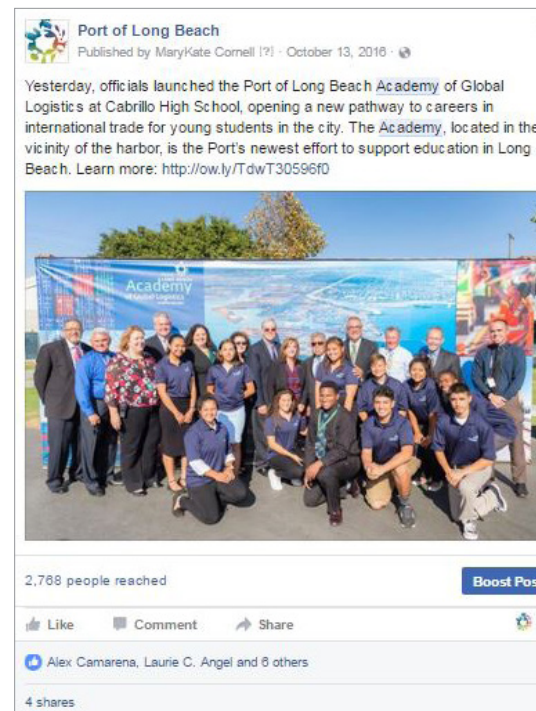 Port of Long Beach
Published by MaryKate Cornell [?] · October 13, 2016 ·
Yesterday, officials launched the Port of Long Beach Academy of Global
Logistics at Cabrillo High School, opening a new pathway to careers in
international trade for young students in the city. The Academy, located in the
vicinity of the harbor, is the Port's newest effort to support education in Long
Beach. Learn more: http://ow.ly/TdwT30596f0
Academy
of Global Logistics
2,768 people reached
Boost Pos
Like Comment Share
Alex Camarena, Laurie C. Angel and 6 others
4 shares